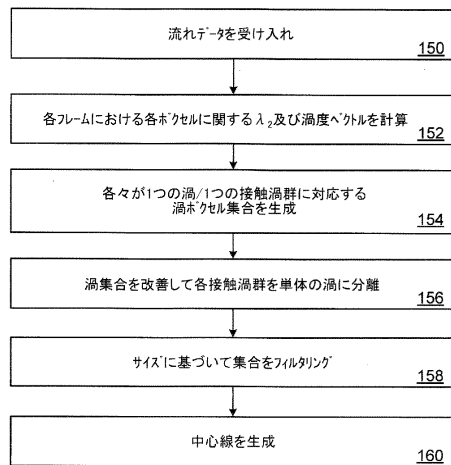 流れデータを受け入れ
150
各フレームにおける各ボクセルに関するλ₂及び渦度ベクトルを計算
152
各々が1つの渦/1つの接触渦群に対応する
渦ボクセル集合を生成
154
渦集合を改善して各接触渦群を単体の渦に分離
156
サイズに基づいて集合をフィルタリング
158
中心線を生成
160